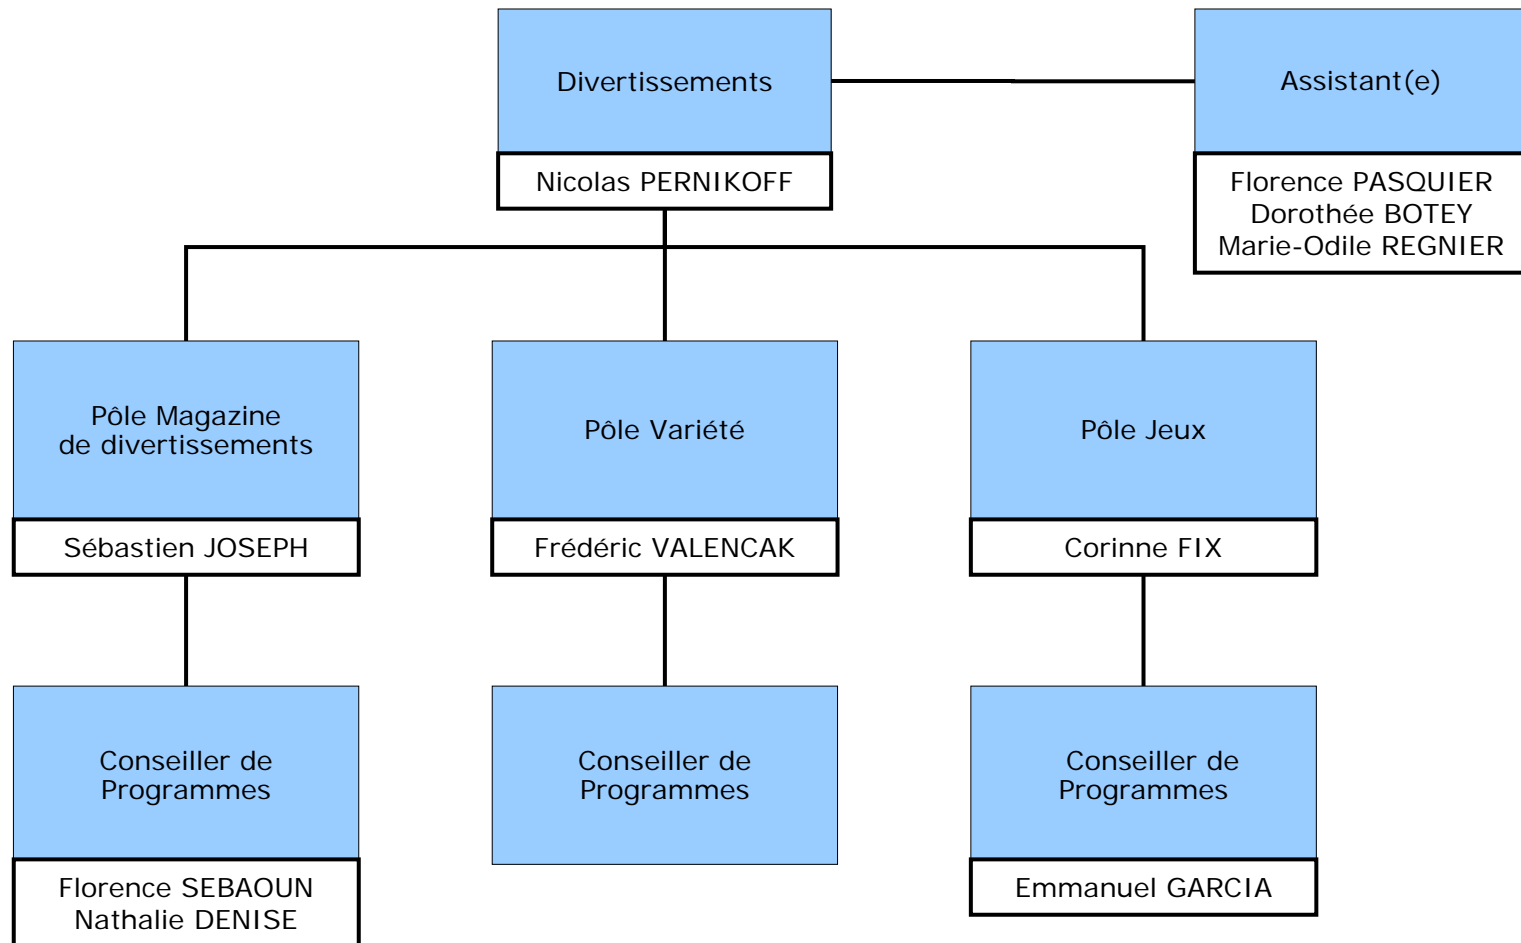 Divertissements
Assistant(e)
Nicolas PERNIKOFF
Florence PASQUIER
Dorothée BOTEY
Marie-Odile REGNIER
Pôle Magazine
de divertissements
Pôle Variété
Pôle Jeux
Sébastien JOSEPH
Frédéric VALENCAK
Corinne FIX
Conseiller de
Programmes
Conseiller de
Programmes
Conseiller de
Programmes
Florence SEBAOUN
Nathalie DENISE
Emmanuel GARCIA